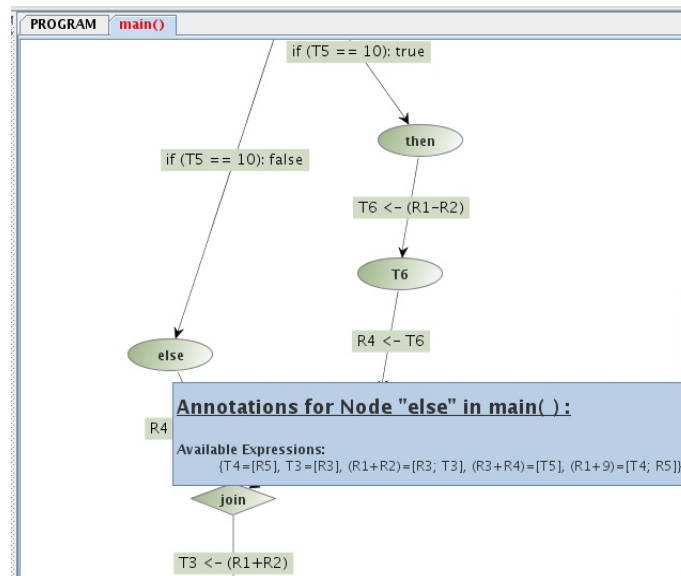 PROGRAM main()
if (T5 == 10): true
then
if (T5 == 10): false
T6 <- (R1-R2)
T6
R4 <- T6
else
Annotations for Node "else" in main( ) :
R4
Available Expressions:
{T4=[R5], T3=[R3], (R1+R2)=[R3; T3], (R3+R4)=[T5], (R1+9)=[T4; R5]}
join
T3 <- (R1+R2)